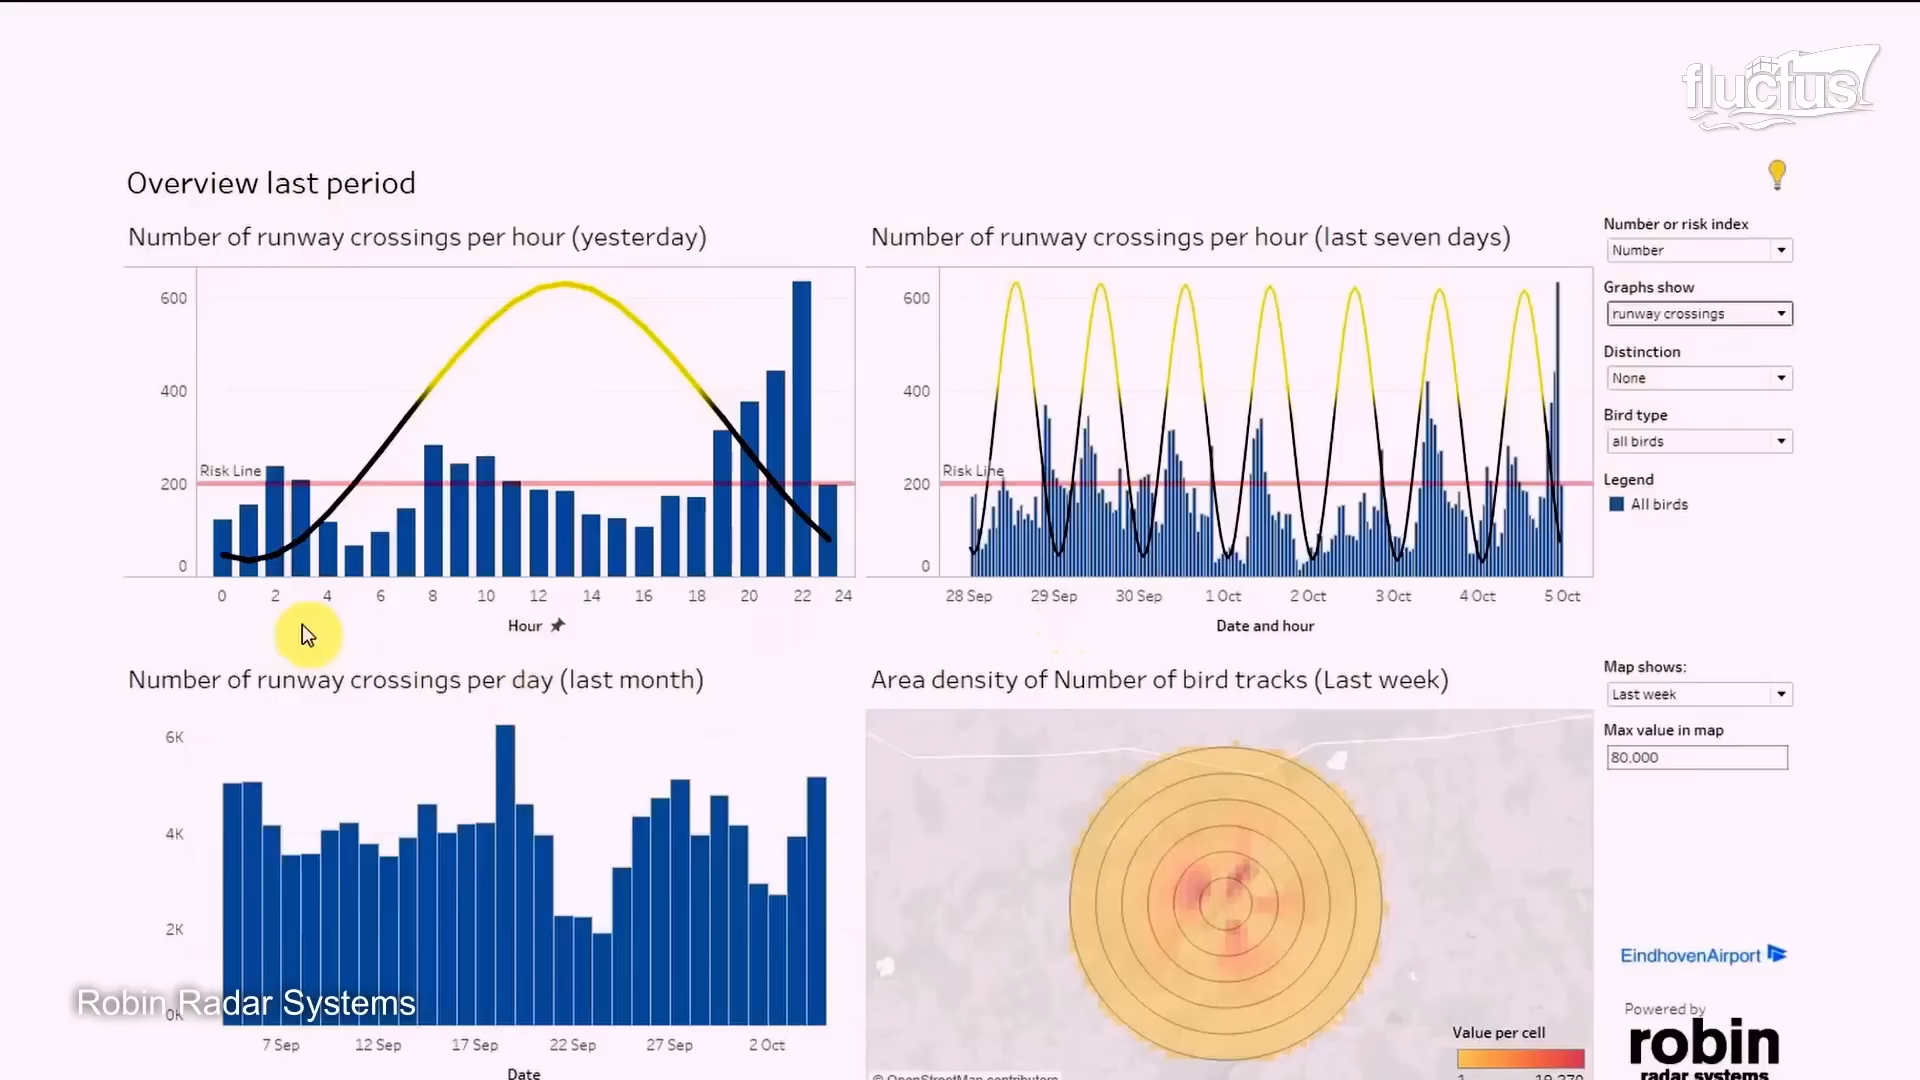 fluctus
Overview last period
Number of runway crossings per hour (yesterday)
600
400
Risk Line
200
0
0 2 4 6 8 10 12 14 16 18 20 22 24
Hour
Number of runway crossings per hour (last seven days)
600
400
Risk Line
200
0
28 Sep 29 Sep 30 Sep 1 Oct 2 Oct 3 Oct 4 Oct 5 Oct
Date and hour
Number or risk index
Number
Graphs show
runway crossings
Distinction
None
Bird type
all birds
Legend
All birds
Number of runway crossings per day (last month)
6K
4K
2K
0K
7 Sep 12 Sep 17 Sep 22 Sep 27 Sep 2 Oct
Date
Robin Radar Systems
Area density of Number of bird tracks (Last week)
Value per cell
© OpenStreetMap contributors
Map shows:
Last week
Max value in map
80.000
EindhovenAirport
Powered by
robin
radar systems